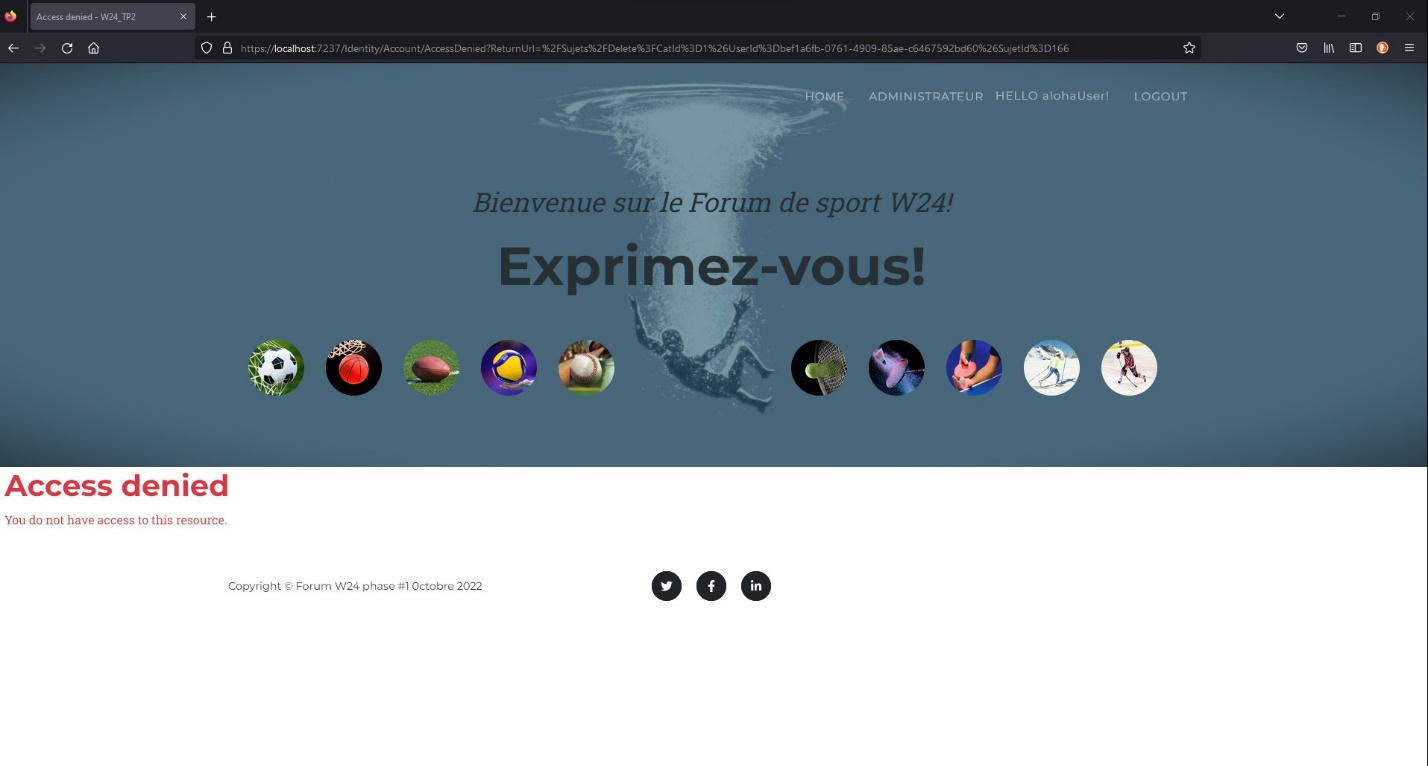 Access denied - W24_TP2
https://localhost:7237/Identity/Account/AccessDenied?ReturnUrl=%2FSujets%2FDelete%3FCatId%3D1%26UserId%3Dbef1a6fb-0761-4909-85ae-c6467592bd60%26SujetId%3D166
HOME ADMINISTRATEUR HELLO alohaUser! LOGOUT
Bienvenue sur le Forum de sport W24!
Exprimez-vous!
Access denied
You do not have access to this resource.
Copyright © Forum W24 phase #1 Octobre 2022